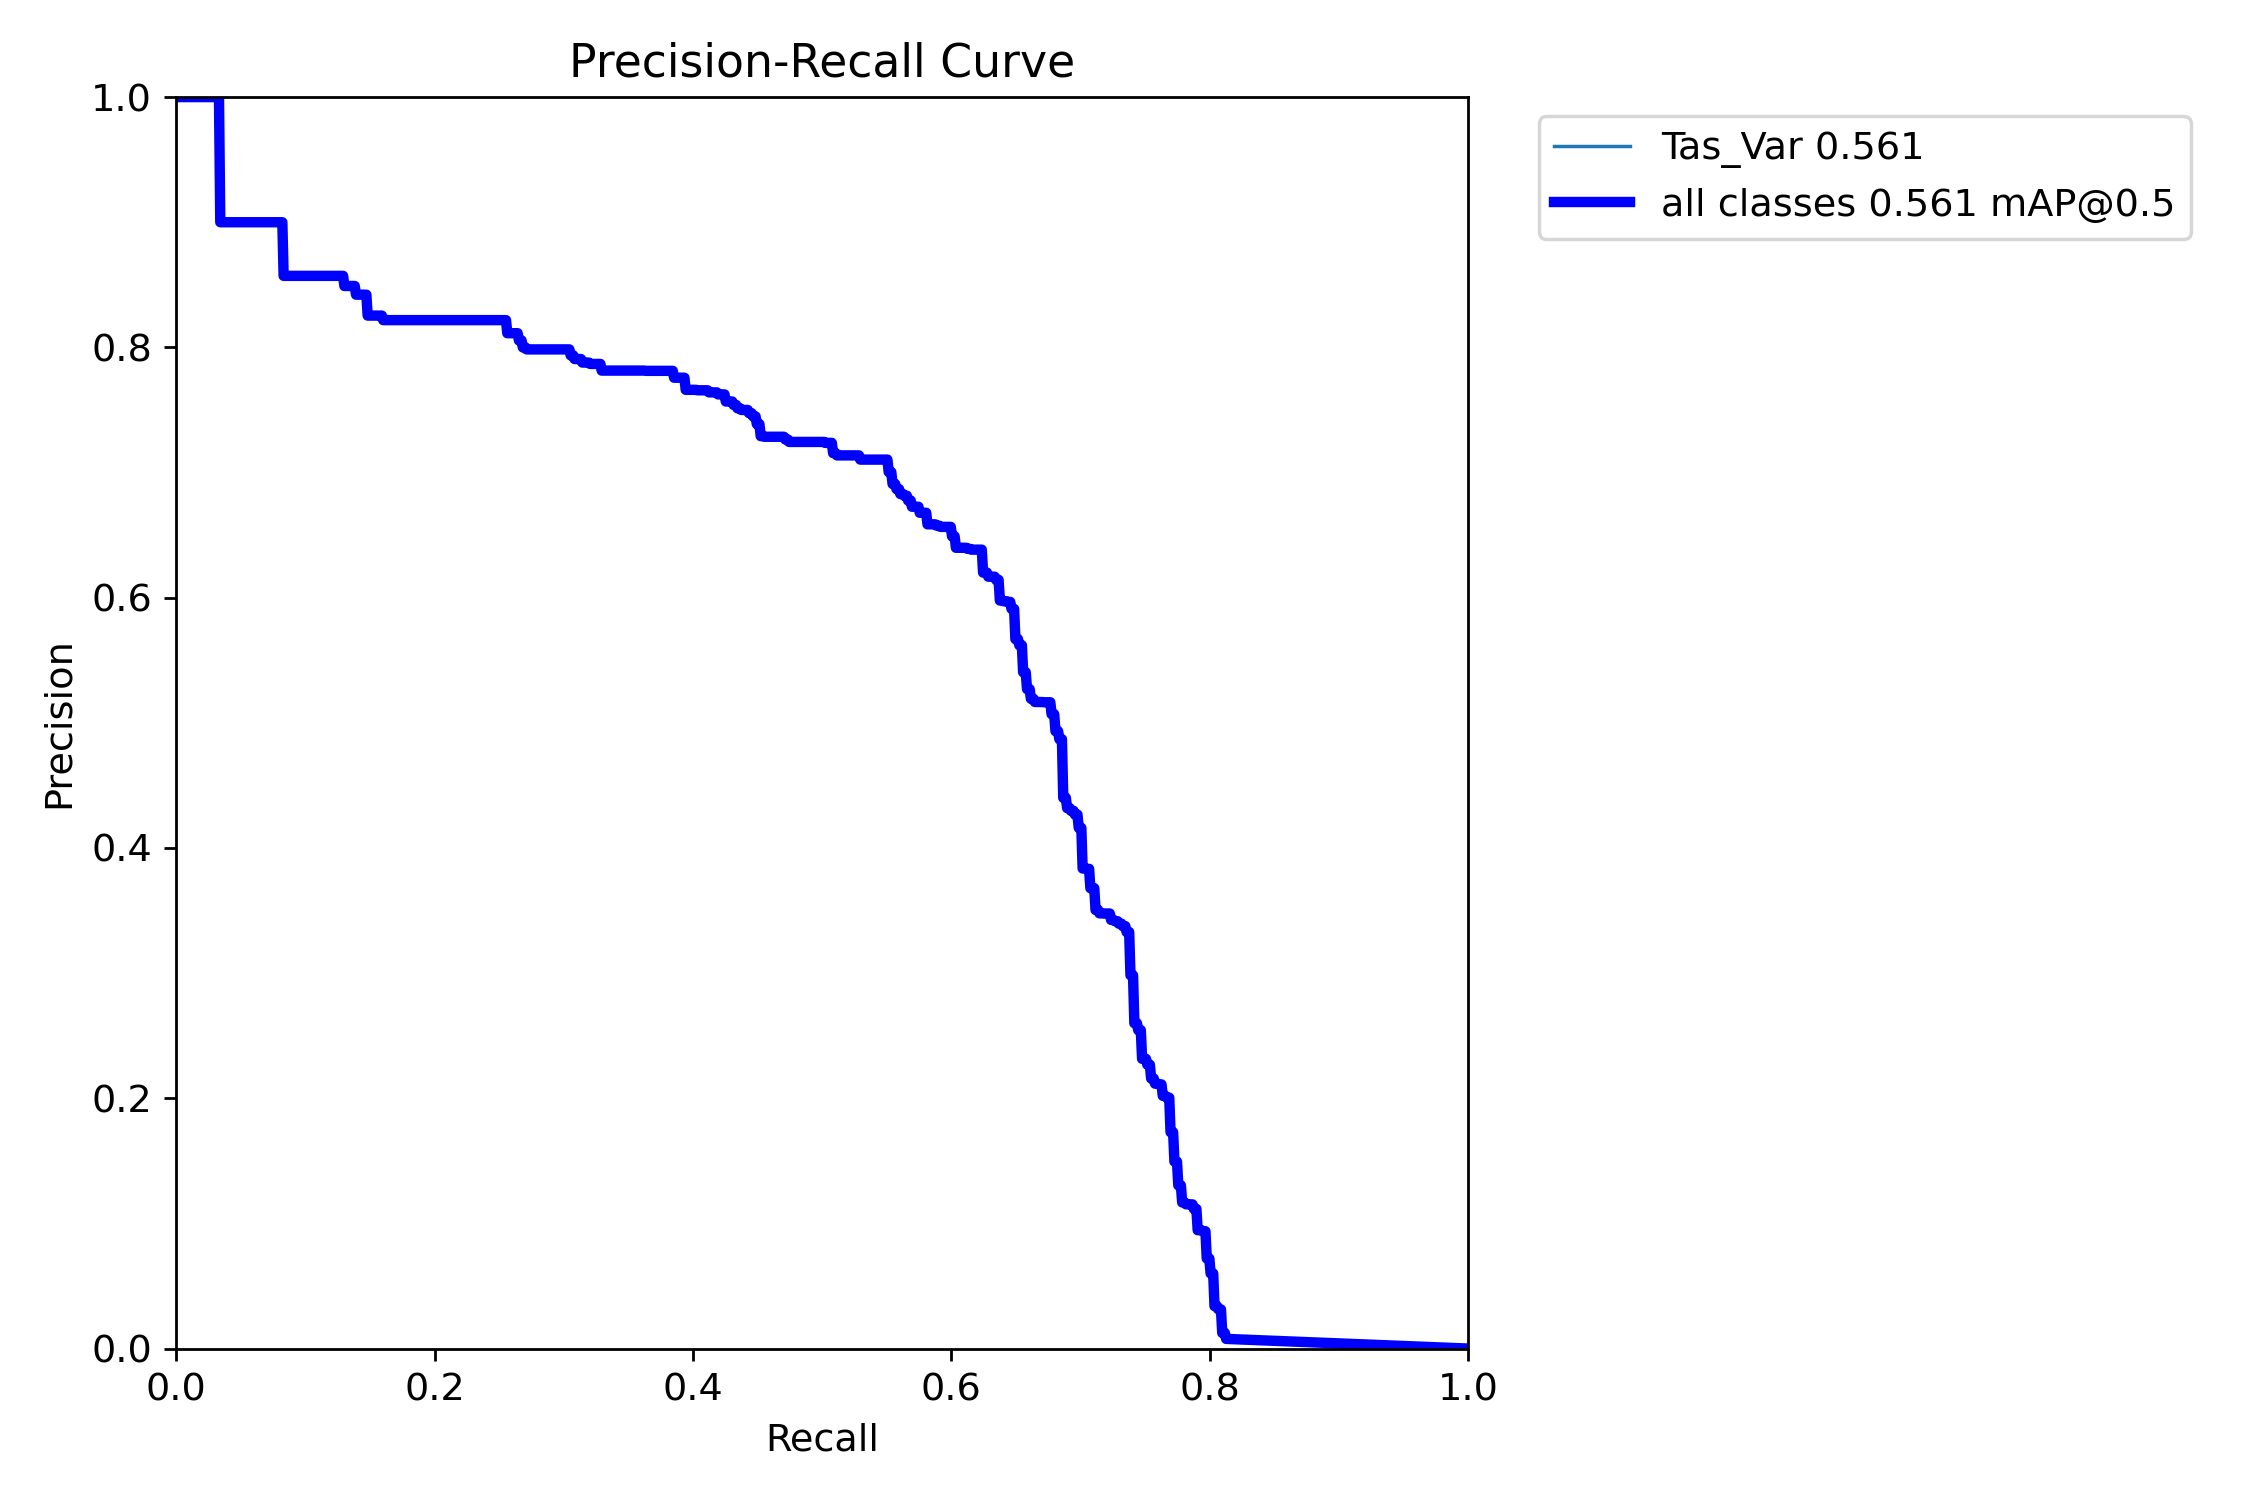 Precision-Recall Curve
Tas_Var 0.561
all classes 0.561 mAP@0.5
1.0
0.8
0.6
0.4
0.2
0.0
Precision
0.0 0.2 0.4 0.6 0.8 1.0
Recall